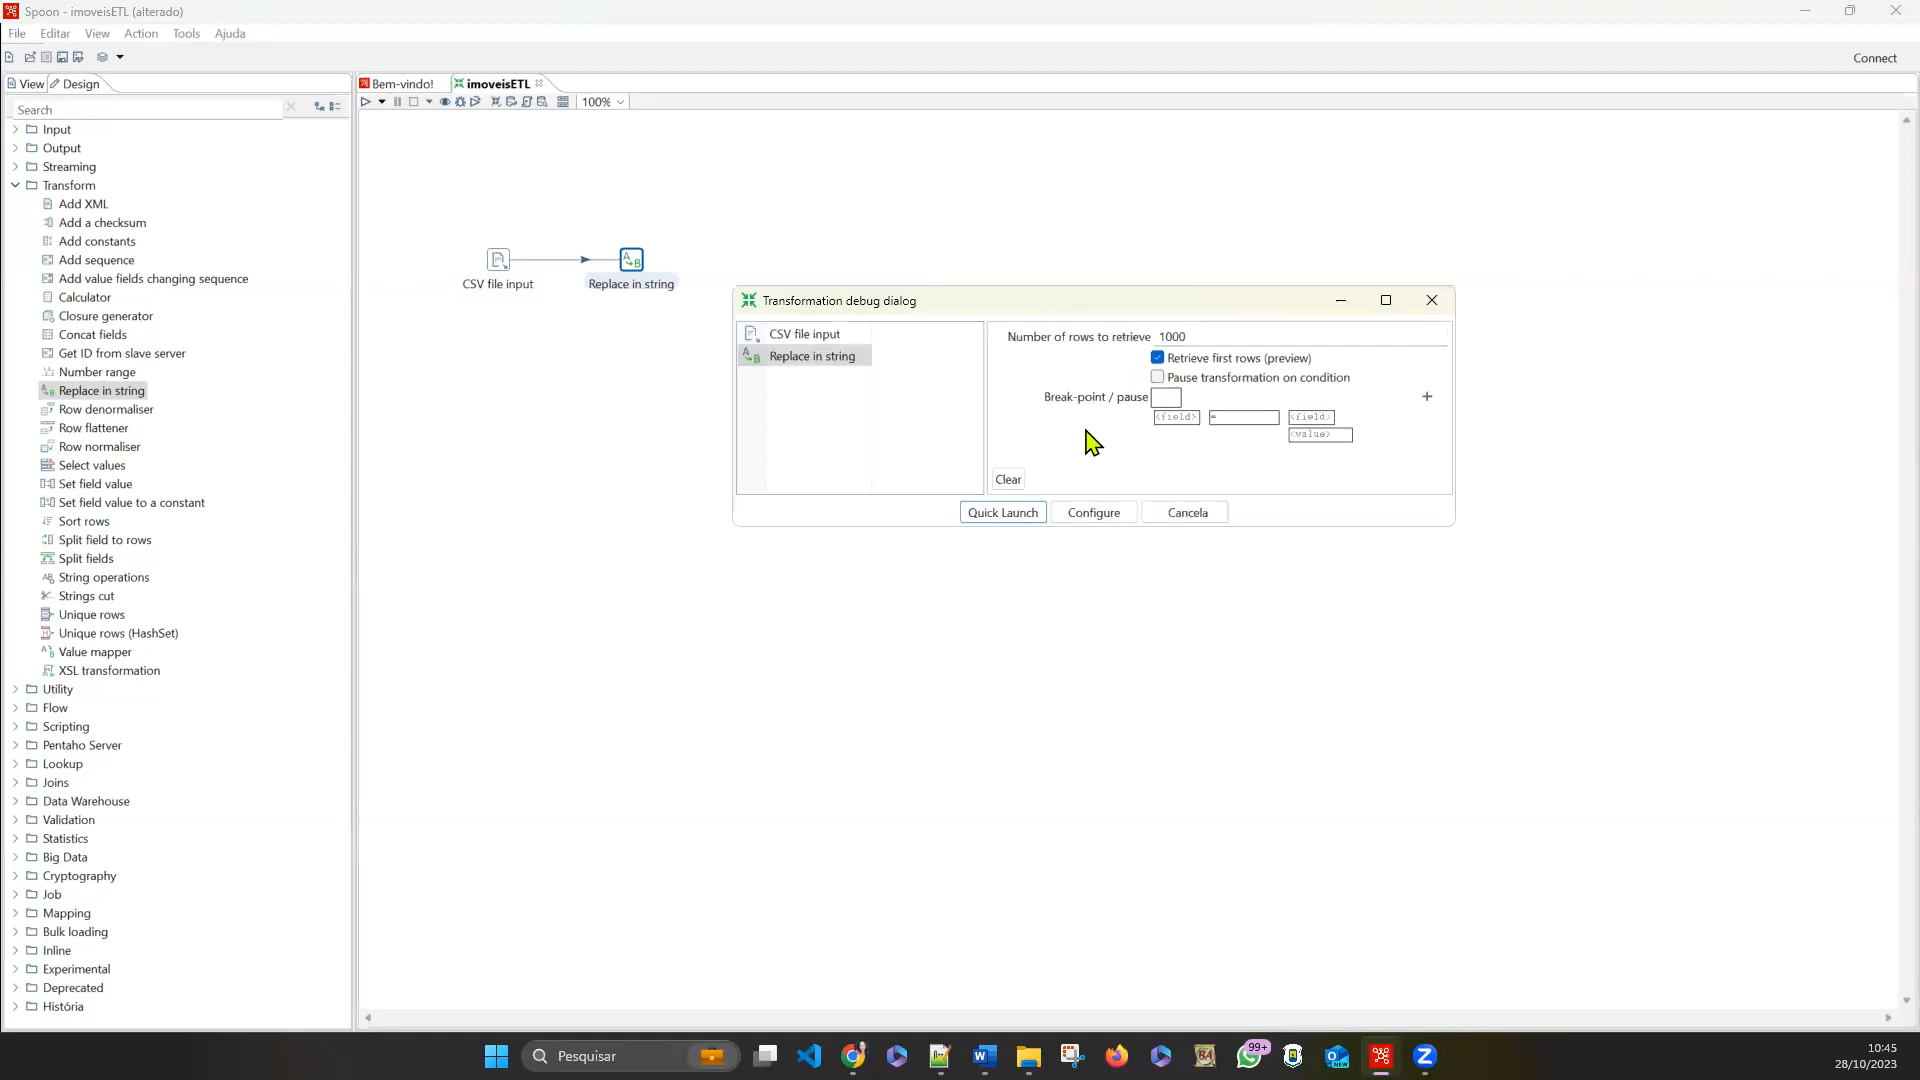 Spoon - imoveisETL (alterado)
File Editar View Action Tools Ajuda
Connect
View Design
Bem-vindo! imoveisETL
100%
Search
Input
Output
Streaming
Transform
Add XML
Add a checksum
Add constants
Add sequence
Add value fields changing sequence
Calculator
Closure generator
Concat fields
Get ID from slave server
Number range
Replace in string
Row denormaliser
Row flattener
Row normaliser
Select values
Set field value
Set field value to a constant
Sort rows
Split field to rows
Split fields
String operations
Strings cut
Unique rows
Unique rows (HashSet)
Value mapper
XSL transformation
Utility
Flow
Scripting
Pentaho Server
Lookup
Joins
Data Warehouse
Validation
Statistics
Big Data
Cryptography
Job
Mapping
Bulk loading
Inline
Experimental
Deprecated
História
CSV file input
Replace in string
Transformation debug dialog
CSV file input
Replace in string
Number of rows to retrieve 1000
Retrieve first rows (preview)
Pause transformation on condition
Break-point / pause
<field> = <field>
<value>
Clear
Quick Launch Configure Cancela
Pesquisar
99+
10:45
28/10/2023